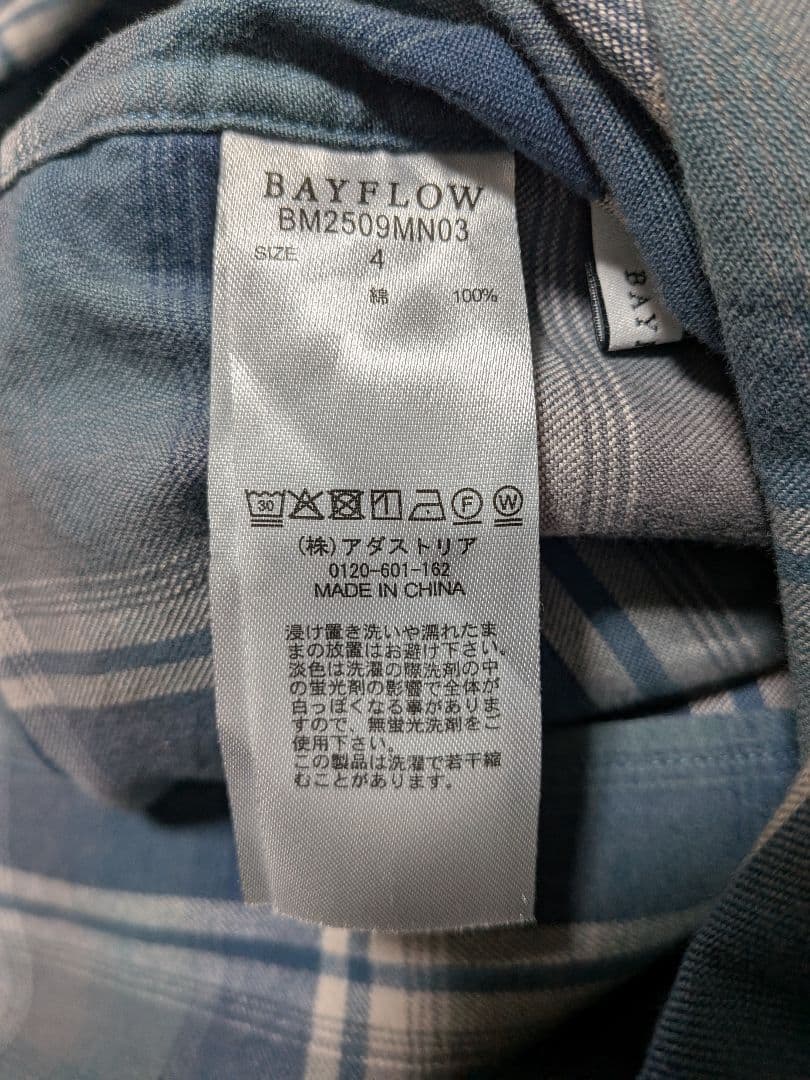 BAYFLOW
BM2509MN03
SIZE 4
綿 100%
30 F W
(株)アダストリア
0120-601-162
MADE IN CHINA
浸け置き洗いや濡れたま
まの放置はお避け下さい。
淡色は洗濯の際洗剤の中
の蛍光剤の影響で全体が
白っぽくなる事がありま
すので、無蛍光洗剤をご
使用下さい。
この製品は洗濯で若干縮
むことがあります。
BAY